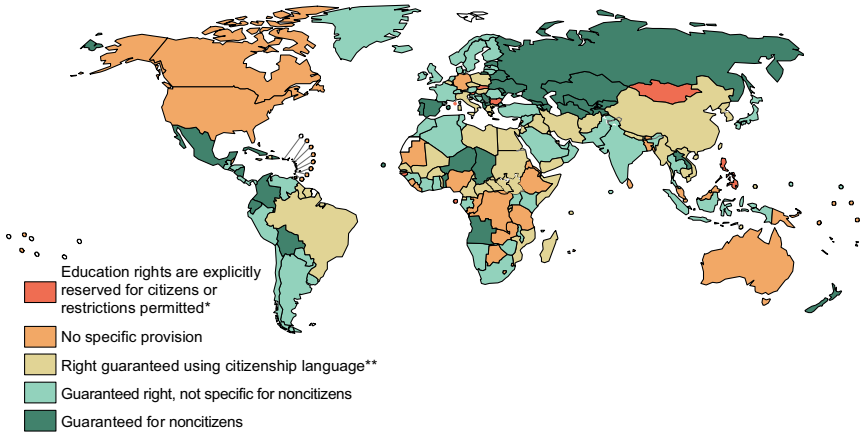 Education rights are explicitly
reserved for citizens or
restrictions permitted*
No specific provision
Right guaranteed using citizenship language**
Guaranteed right, not specific for noncitizens
Guaranteed for noncitizens